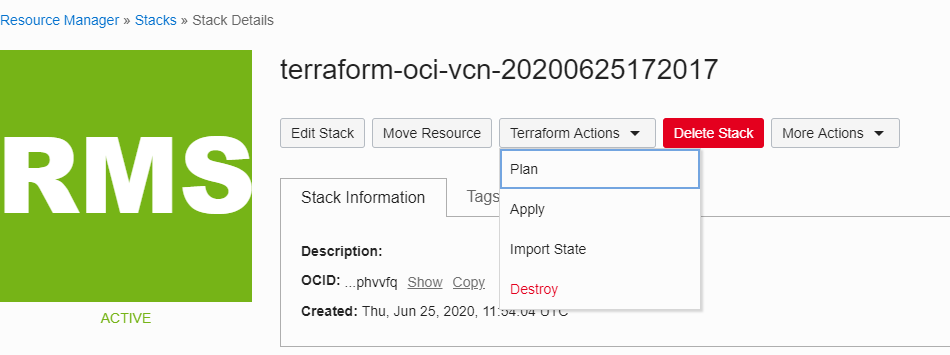 Resource Manager » Stacks » Stack Details
RMS
ACTIVE
terraform-oci-vcn-20200625172017
Edit Stack Move Resource Terraform Actions Delete Stack More Actions
Plan
Apply
Import State
Destroy
Stack Information Tags
Description:
OCID: ...phvvfq Show Copy
Created: Thu, Jun 25, 2020, 11:54:04 UTC